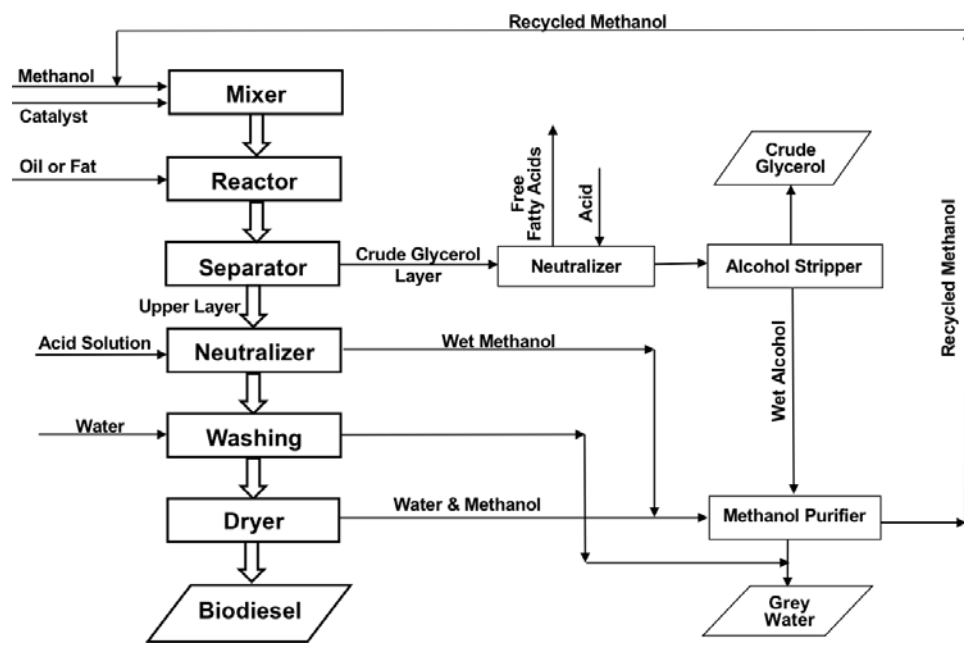 Recycled Methanol
Methanol
Mixer
Catalyst
Oil or Fat
Reactor
Free
Fatty Acids
Acid
Crude
Glycerol
Separator
Crude Glycerol
Layer
Neutralizer
Alcohol Stripper
Recycled Methanol
Upper Layer
Acid Solution
Neutralizer
Wet Methanol
Wet Alcohol
Water
Washing
Dryer
Water & Methanol
Methanol Purifier
Biodiesel
Grey
Water